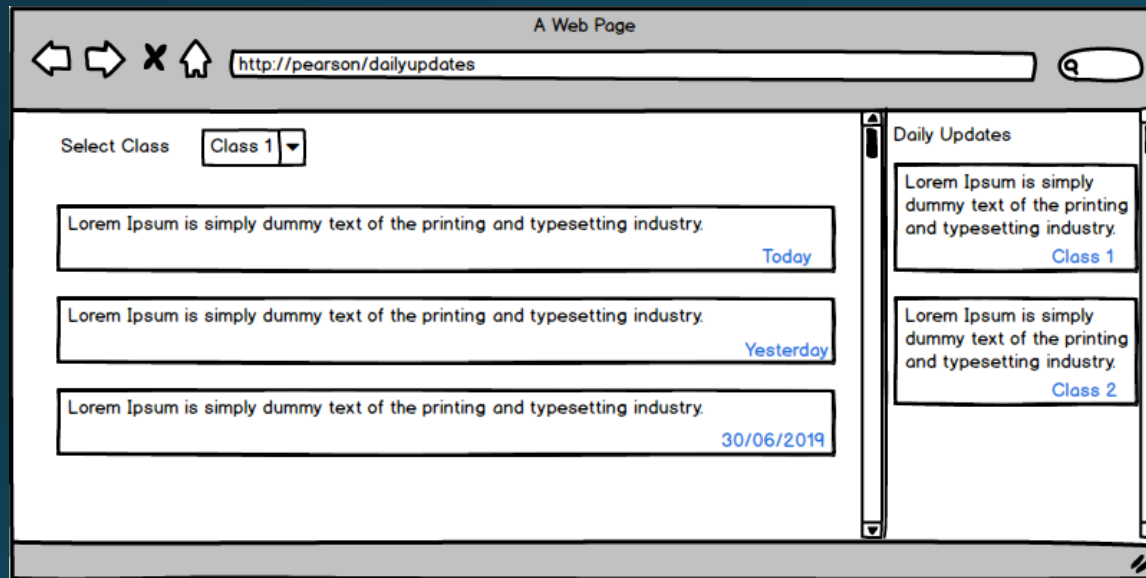 A Web Page
http://pearson/dailyupdates
Select Class
Class 1
Lorem Ipsum is simply dummy text of the printing and typesetting industry.
Today
Lorem Ipsum is simply dummy text of the printing and typesetting industry.
Yesterday
Lorem Ipsum is simply dummy text of the printing and typesetting industry.
30/06/2019
Daily Updates
Lorem Ipsum is simply
dummy text of the printing
and typesetting industry.
Class 1
Lorem Ipsum is simply
dummy text of the printing
and typesetting industry.
Class 2